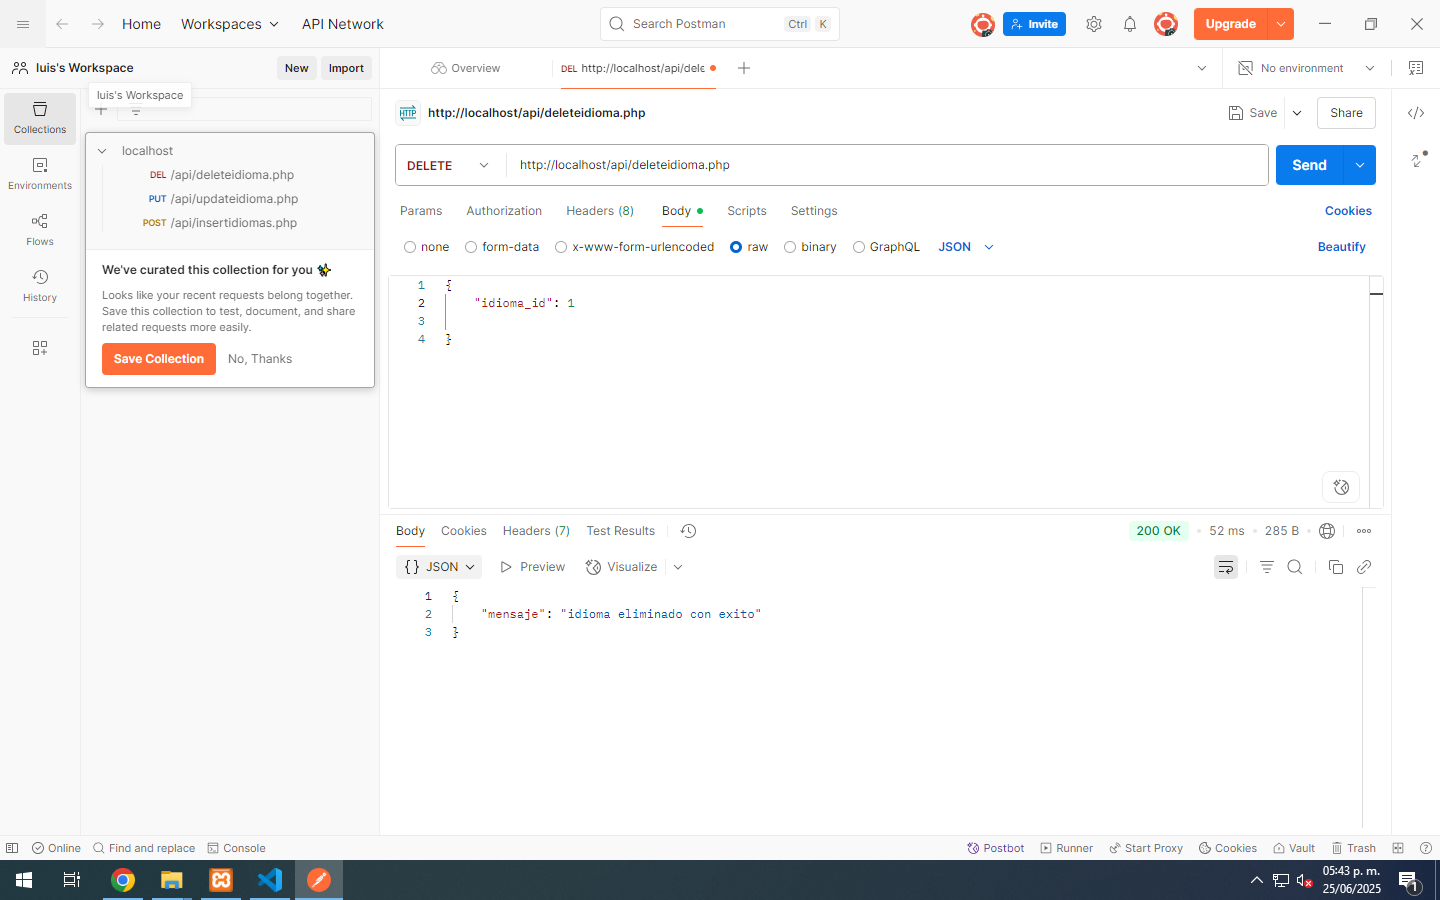 Home
Workspaces
API Network
Search Postman
Ctrl K
Invite
Upgrade
luis's Workspace
New
Import
Overview
DEL http://localhost/api/dele
No environment
luis's Workspace
Collections
Environments
Flows
History
localhost
DEL /api/deleteidioma.php
PUT /api/updateidioma.php
POST /api/insertidiomas.php
We've curated this collection for you
Looks like your recent requests belong together.
Save this collection to test, document, and share
related requests more easily.
Save Collection
No, Thanks
HTTP http://localhost/api/deleteidioma.php
Save
Share
DELETE
http://localhost/api/deleteidioma.php
Send
Params
Authorization
Headers (8)
Body
Scripts
Settings
Cookies
none
form-data
x-www-form-urlencoded
raw
binary
GraphQL
JSON
Beautify
1 {
2 "idioma_id": 1
3
4 }
Body
Cookies
Headers (7)
Test Results
200 OK
52 ms
285 B
{} JSON
Preview
Visualize
1 {
2 "mensaje": "idioma eliminado con exito"
3 }
Online
Find and replace
Console
Postbot
Runner
Start Proxy
Cookies
Vault
Trash
05:43 p. m.
25/06/2025
1